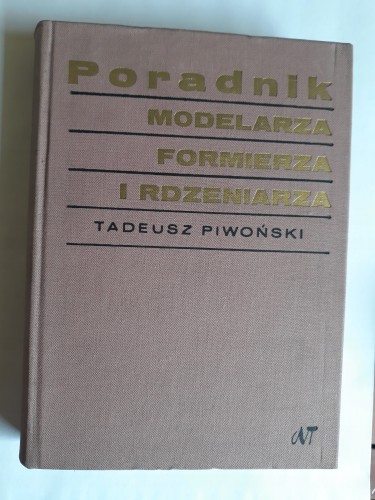 Poradnik
MODELARZA
FORMIERZA
I RDZENIARZA
TADEUSZ PIWOŃSKI
WNT